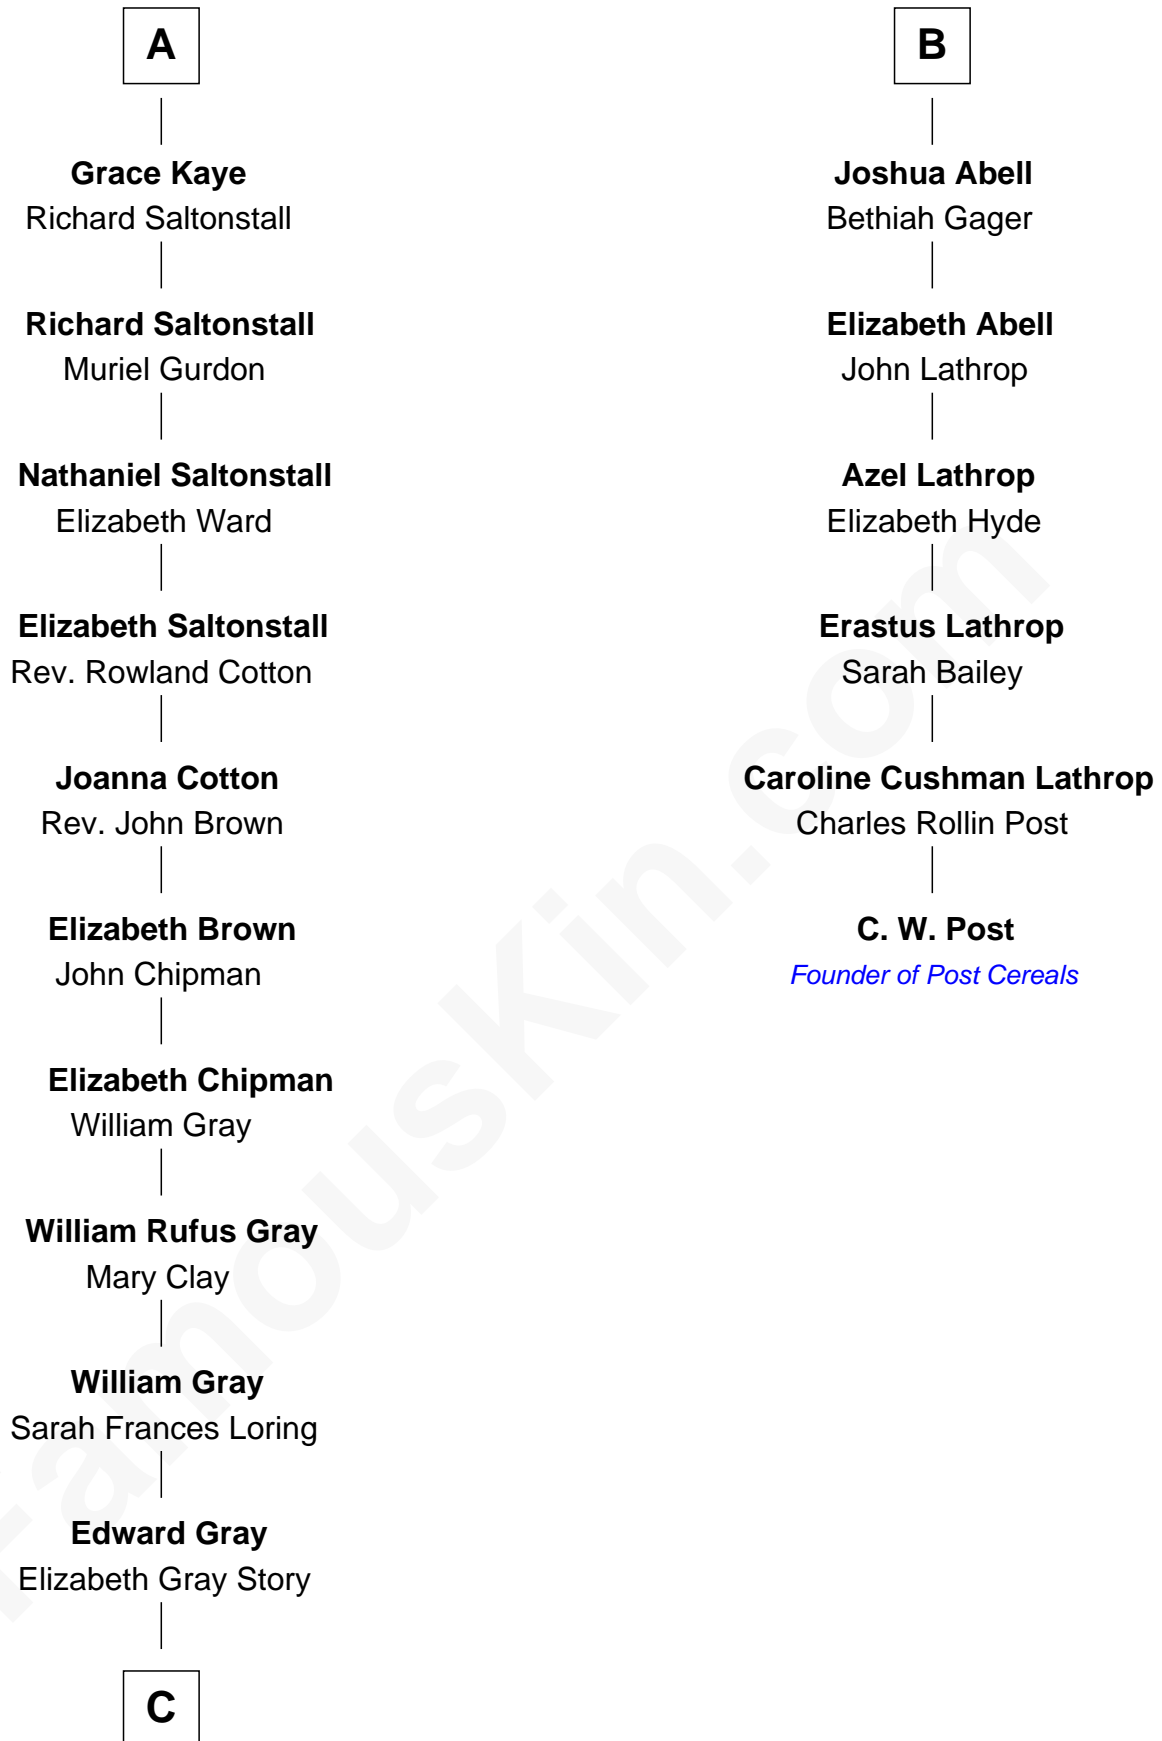 A
Grace Kaye
Richard Saltonstall
Richard Saltonstall
Muriel Gurdon
Nathaniel Saltonstall
Elizabeth Ward
Elizabeth Saltonstall
Rev. Rowland Cotton
Joanna Cotton
Rev. John Brown
Elizabeth Brown
John Chipman
Elizabeth Chipman
William Gray
William Rufus Gray
Mary Clay
William Gray
Sarah Frances Loring
Edward Gray
Elizabeth Gray Story
C
B
Joshua Abell
Bethiah Gager
Elizabeth Abell
John Lathrop
Azel Lathrop
Elizabeth Hyde
Erastus Lathrop
Sarah Bailey
Caroline Cushman Lathrop
Charles Rollin Post
C. W. Post
Founder of Post Cereals
FamousKin.com